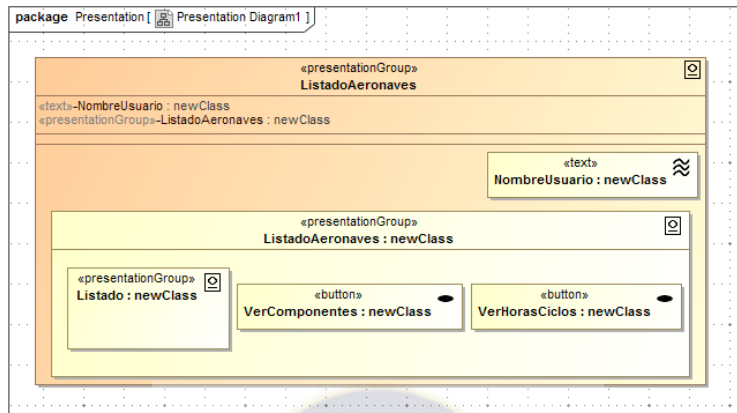 package Presentation [ Presentation Diagram1 ]
«presentationGroup»
ListadoAeronaves
«text»-NombreUsuario : newClass
«presentationGroup»-ListadoAeronaves : newClass
«text»
NombreUsuario : newClass
«presentationGroup»
ListadoAeronaves : newClass
«presentationGroup»
Listado : newClass
«button»
VerComponentes : newClass
«button»
VerHorasCiclos : newClass